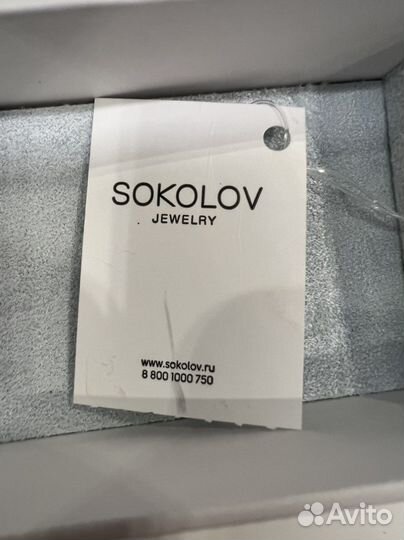 SOKOLOV
JEWELRY
www.sokolov.ru
8 800 1000 750
Avito